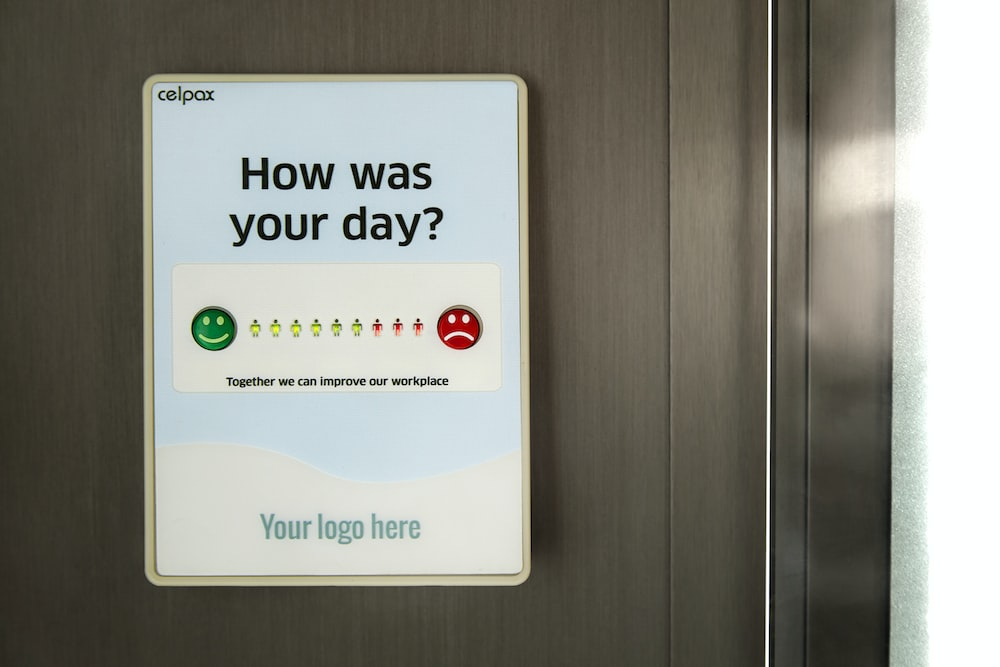 celpax
How was
your day?
Together we can improve our workplace
Your logo here